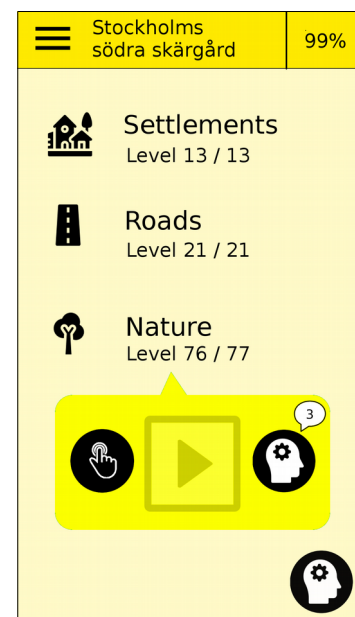 Stockholms
södra skärgård
99%
Settlements
Level 13 / 13
Roads
Level 21 / 21
Nature
Level 76 / 77
3